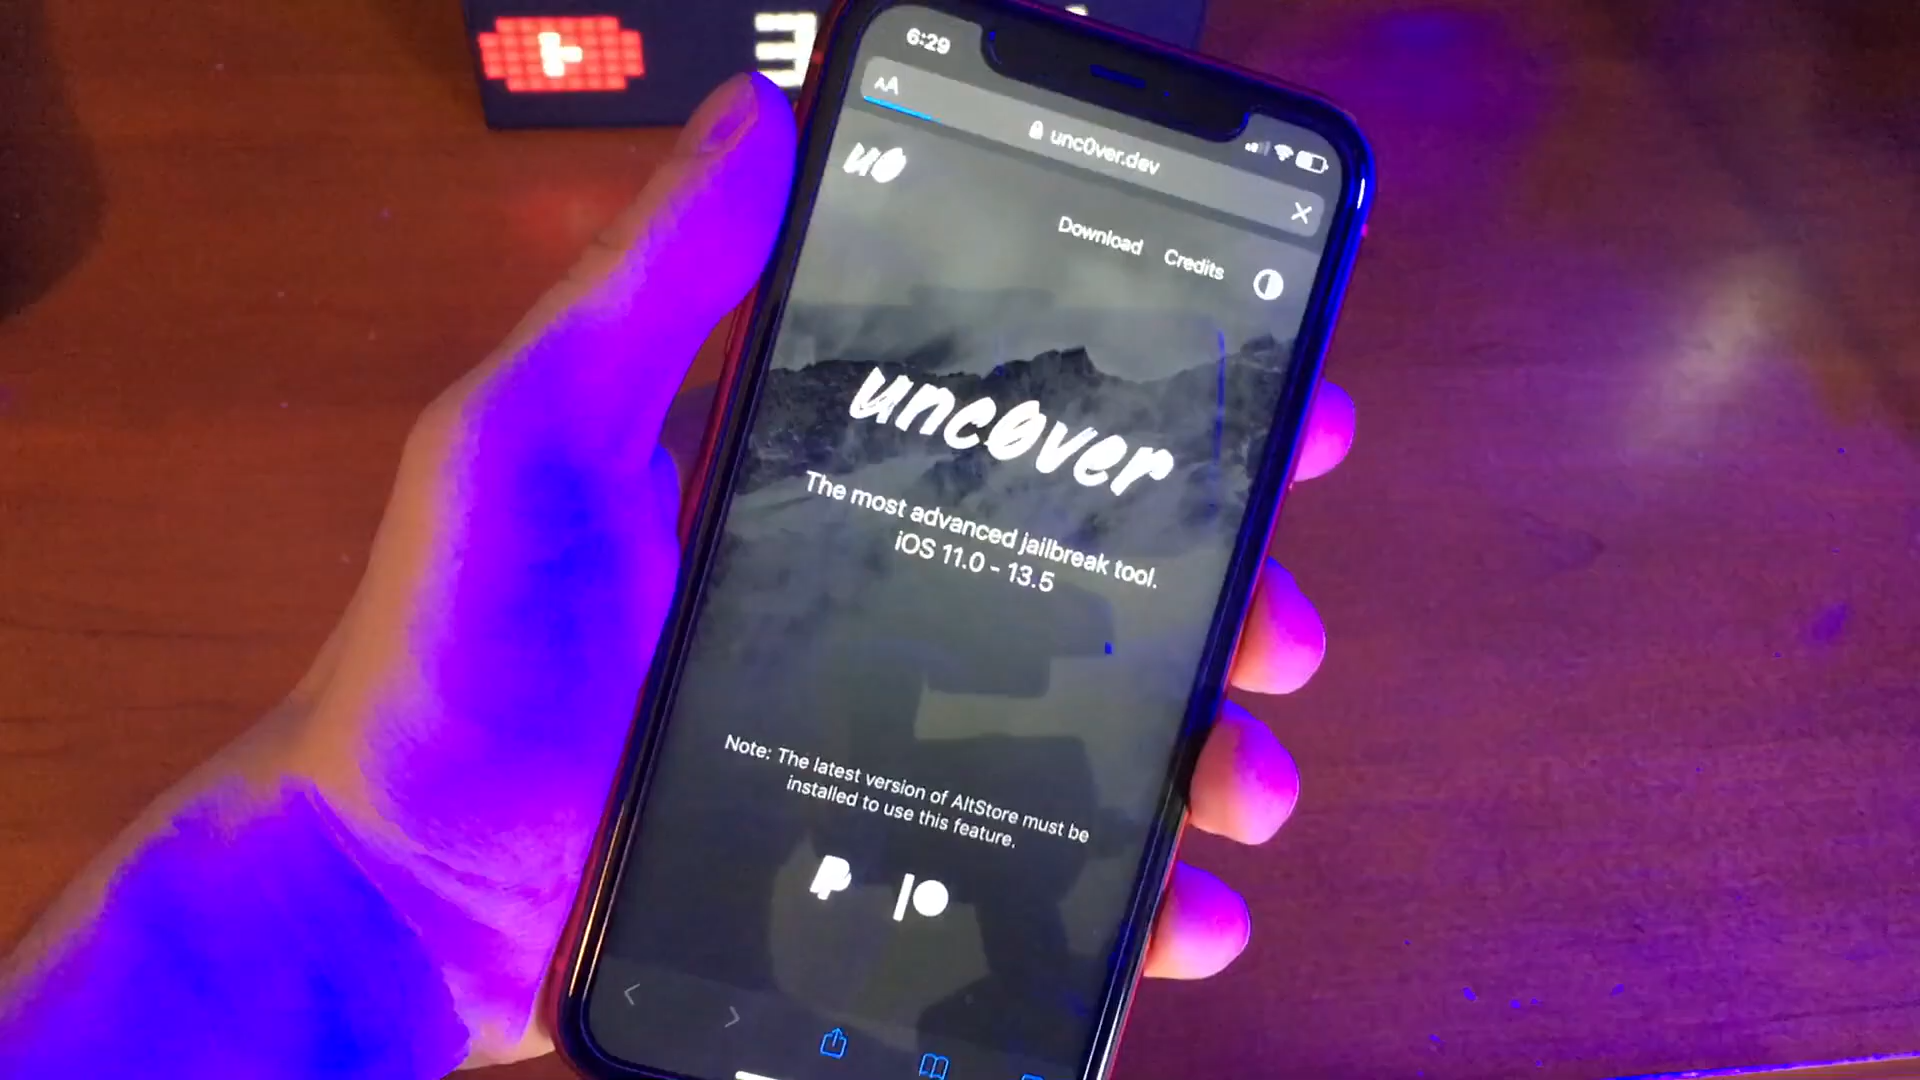 3
6:29
AA
unc0ver.dev
u0
Download
Credits
unc0ver
The most advanced jailbreak tool.
iOS 11.0 - 13.5
Note: The latest version of AltStore must be
installed to use this feature.